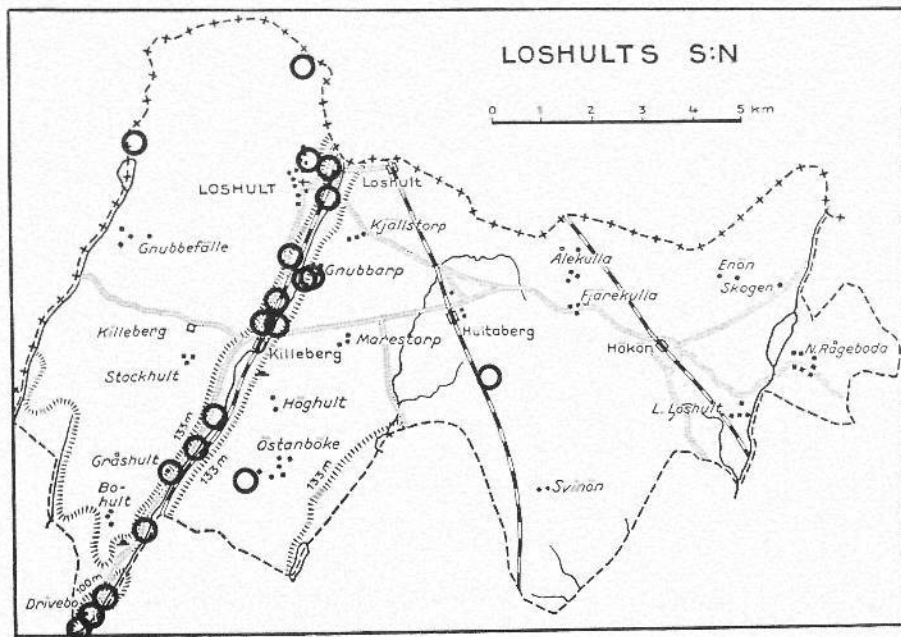 LOSHULTS S:N
0 1 2 3 4 5 km
LOSHULT
Loshult
Kjällstorp
Gnubbefälle
Gnubbarp
Ålekulla
Enön
Skogen
Fjärekulla
Killeberg
Killeberg
Marestorp
Hultaberg
Hökön
N. Rågeboda
Stockhult
Höghult
L. Loshult
133 m
Östanböke
Gråshult
133 m
133 m
Bo-
hult
Svinön
100 m
Drivebo